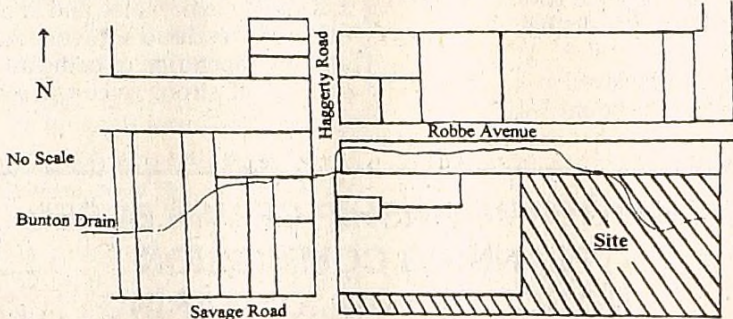 N
Haggerty Road
Robbe Avenue
No Scale
Bunton Drain
Site
Savage Road